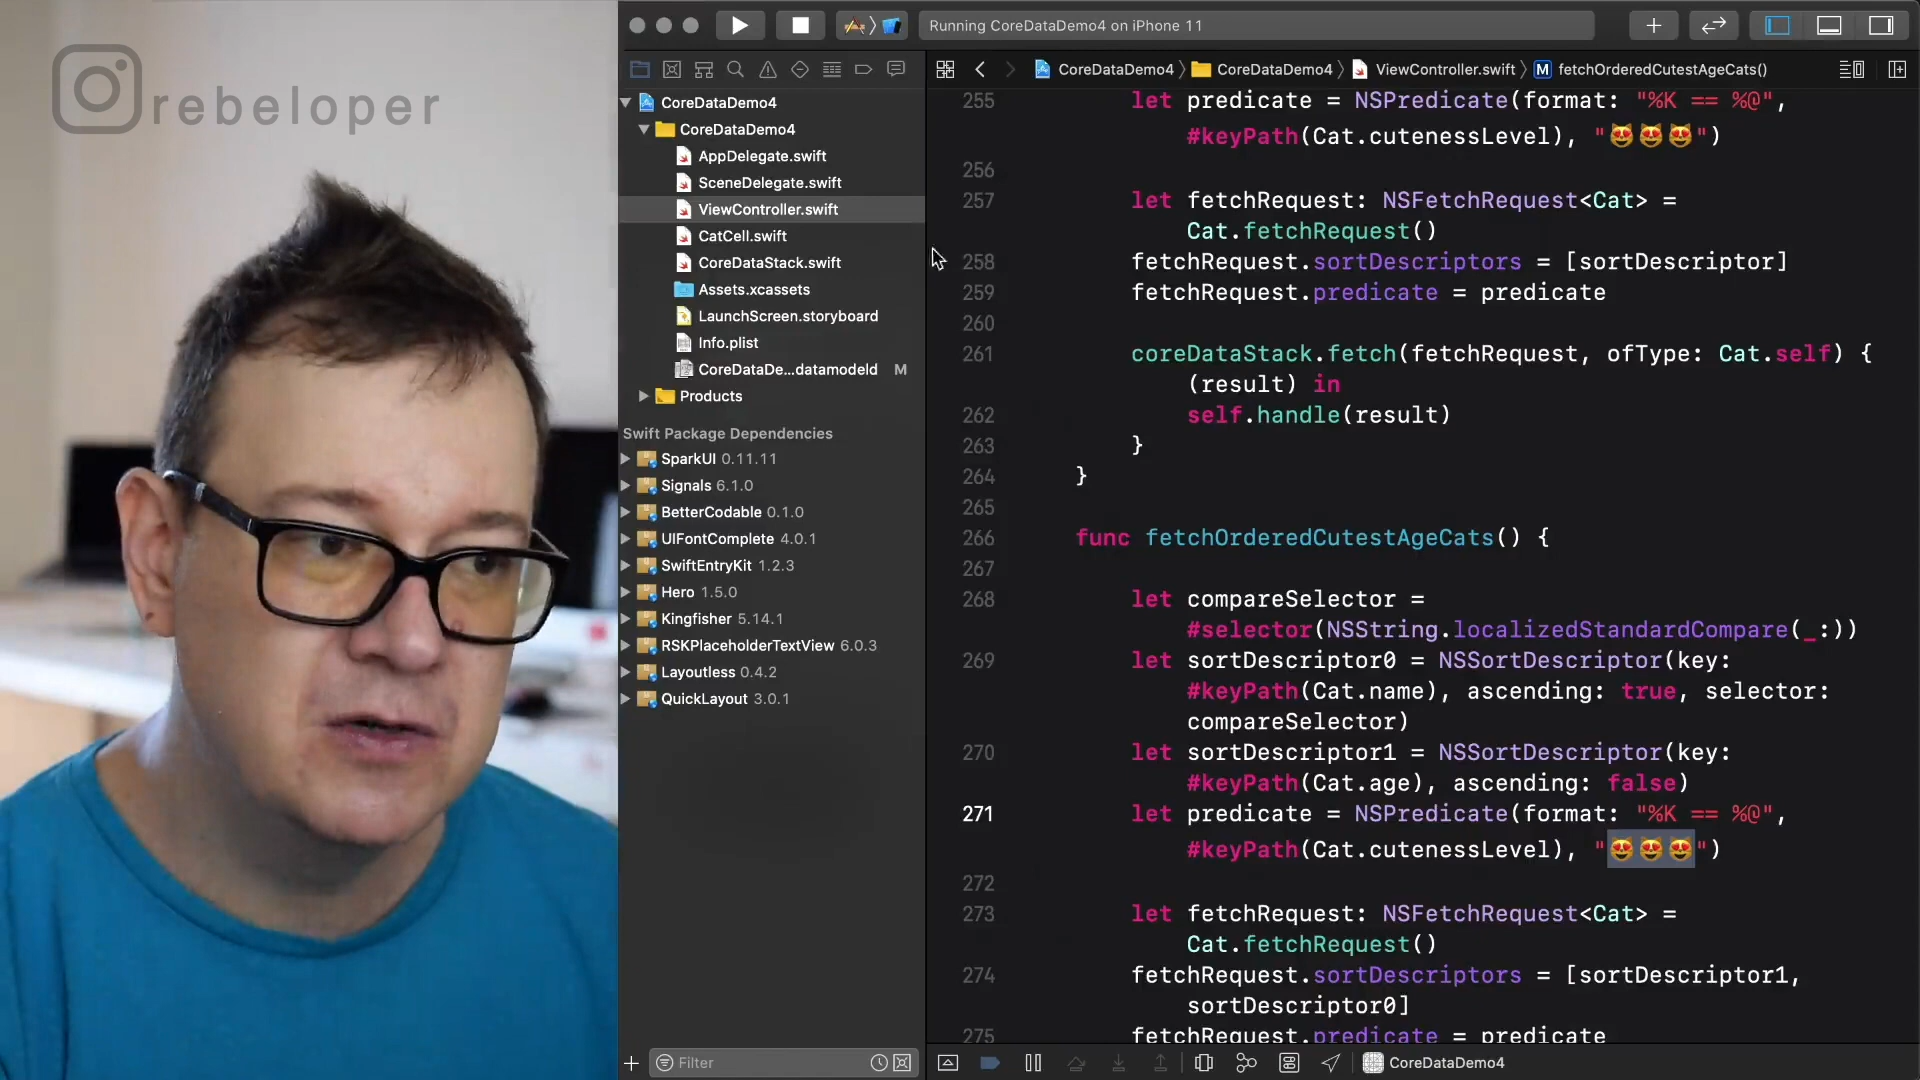 rebeloper
Running CoreDataDemo4 on iPhone 11
CoreDataDemo4
CoreDataDemo4
ViewController.swift
fetchOrderedCutestAgeCats()
CoreDataDemo4
CoreDataDemo4
AppDelegate.swift
SceneDelegate.swift
ViewController.swift
CatCell.swift
CoreDataStack.swift
Assets.xcassets
LaunchScreen.storyboard
Info.plist
CoreDataDe...datamodeld M
Products
Swift Package Dependencies
SparkUI 0.11.11
Signals 6.1.0
BetterCodable 0.1.0
UIFontComplete 4.0.1
SwiftEntryKit 1.2.3
Hero 1.5.0
Kingfisher 5.14.1
RSKPlaceholderTextView 6.0.3
Layoutless 0.4.2
QuickLayout 3.0.1
Filter
255 let predicate = NSPredicate(format: "%K == %@",
#keyPath(Cat.cutenessLevel), "😻😻😻")
256
257 let fetchRequest: NSFetchRequest<Cat> =
Cat.fetchRequest()
258 fetchRequest.sortDescriptors = [sortDescriptor]
259 fetchRequest.predicate = predicate
260
261 coreDataStack.fetch(fetchRequest, ofType: Cat.self) {
(result) in
262 self.handle(result)
263 }
264 }
265
266 func fetchOrderedCutestAgeCats() {
267
268 let compareSelector =
#selector(NSString.localizedStandardCompare(_:))
269 let sortDescriptor0 = NSSortDescriptor(key:
#keyPath(Cat.name), ascending: true, selector:
compareSelector)
270 let sortDescriptor1 = NSSortDescriptor(key:
#keyPath(Cat.age), ascending: false)
271 let predicate = NSPredicate(format: "%K == %@",
#keyPath(Cat.cutenessLevel), "😻😻😻")
272
273 let fetchRequest: NSFetchRequest<Cat> =
Cat.fetchRequest()
274 fetchRequest.sortDescriptors = [sortDescriptor1,
sortDescriptor0]
275 fetchRequest.predicate = predicate
CoreDataDemo4